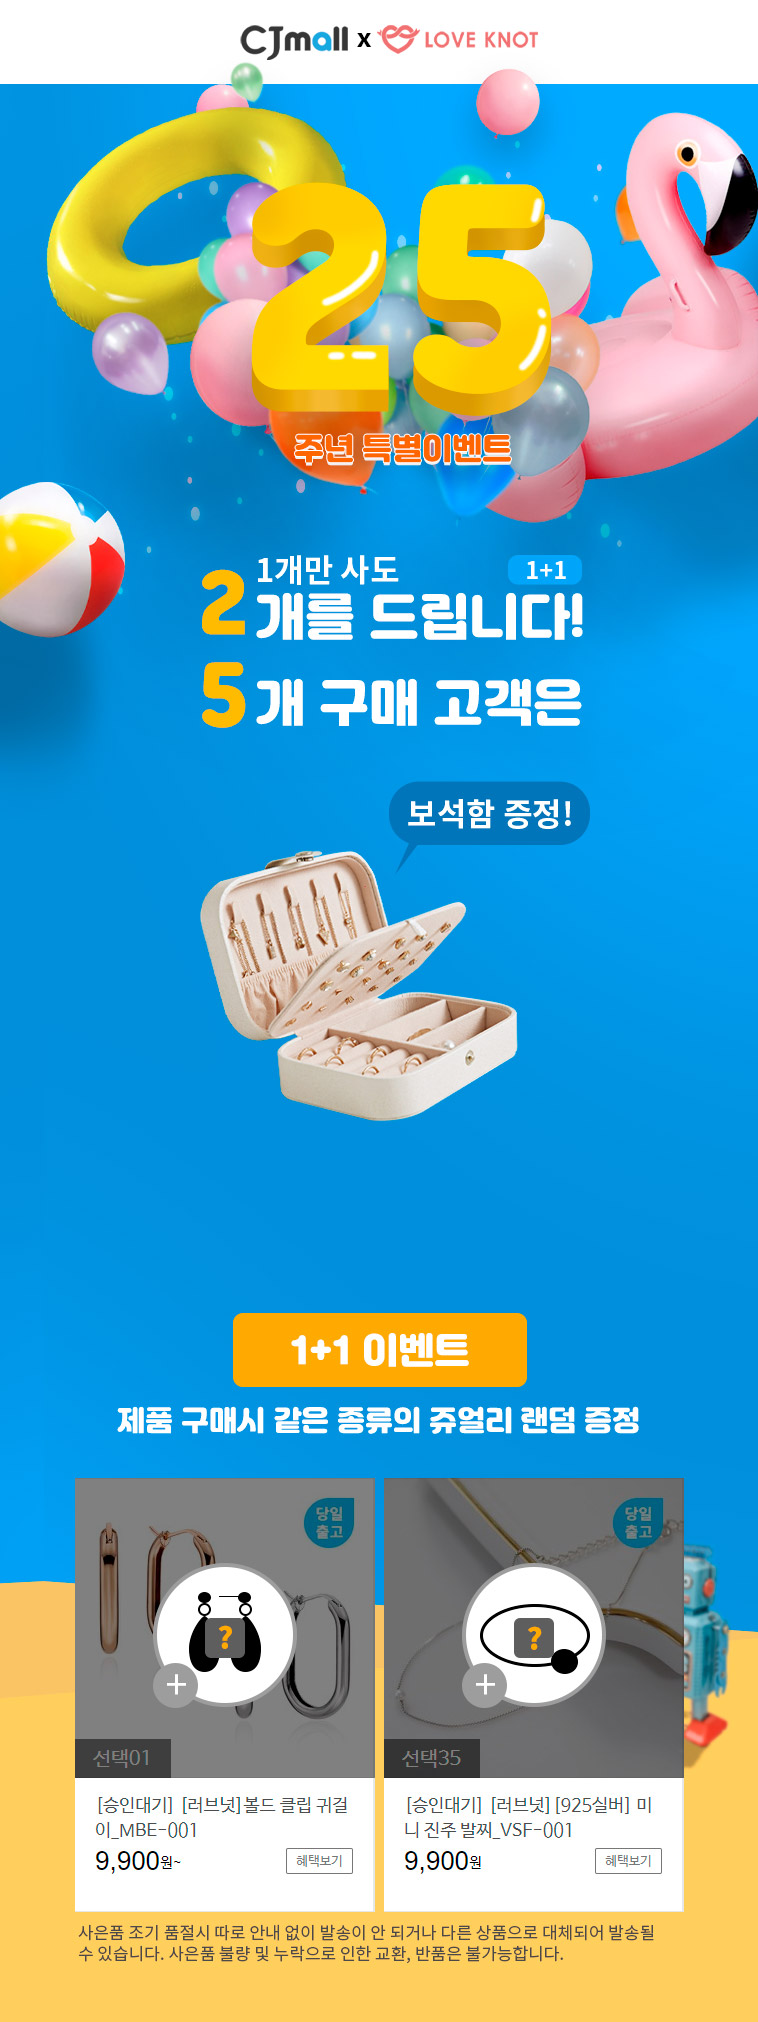 CJmall x LOVE KNOT
25
주년 특별이벤트
1개만 사도 1+1
2개를 드립니다!
5개 구매 고객은
보석함 증정!
1+1 이벤트
제품 구매시 같은 종류의 쥬얼리 랜덤 증정
당일
출고
?
+
선택01
[승인대기] [러브넛]볼드 클립 귀걸
이_MBE-0001
9,900원~
혜택보기
당일
출고
?
+
선택35
[승인대기] [러브넛] [925실버] 미
니 진주 발찌_VSF-0001
9,900원
혜택보기
사은품 조기 품절시 따로 안내 없이 발송이 안 되거나 다른 상품으로 대체되어 발송될
수 있습니다. 사은품 불량 및 누락으로 인한 교환, 반품은 불가능합니다.